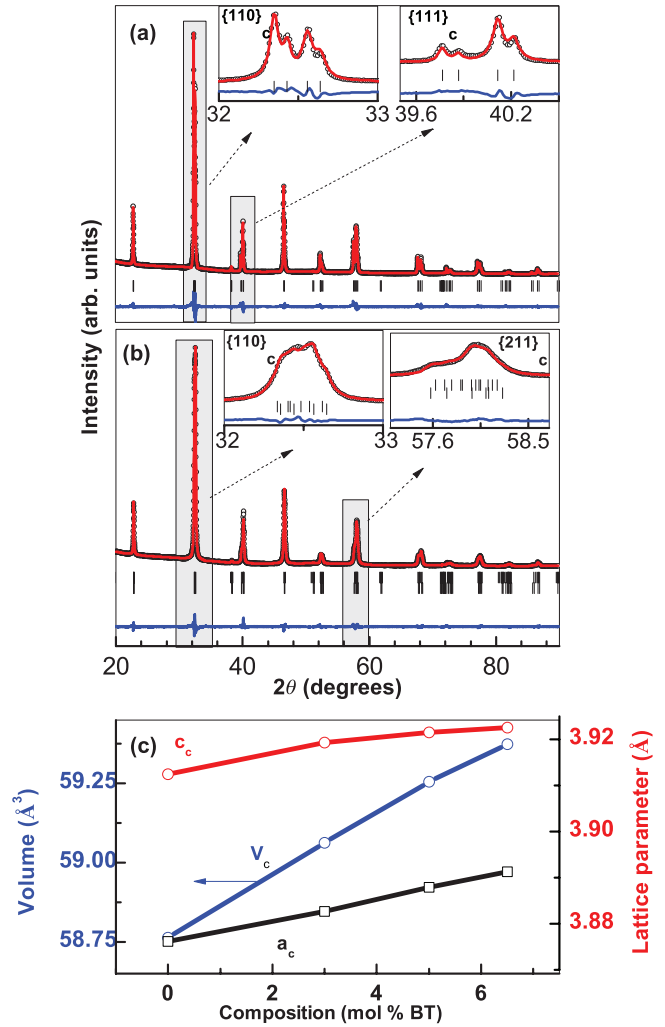 (a)
{110}
c
32
33
{111}
c
39.6
40.2
Intensity (arb. units)
(b)
{110}
c
32
33
{211}
c
57.6
58.5
20
40
60
80
2θ (degrees)
(c)
c_c
V_c
a_c
59.25
59.00
58.75
Volume (Å³)
3.92
3.90
3.88
Lattice parameter (Å)
0
2
4
6
Composition (mol % BT)